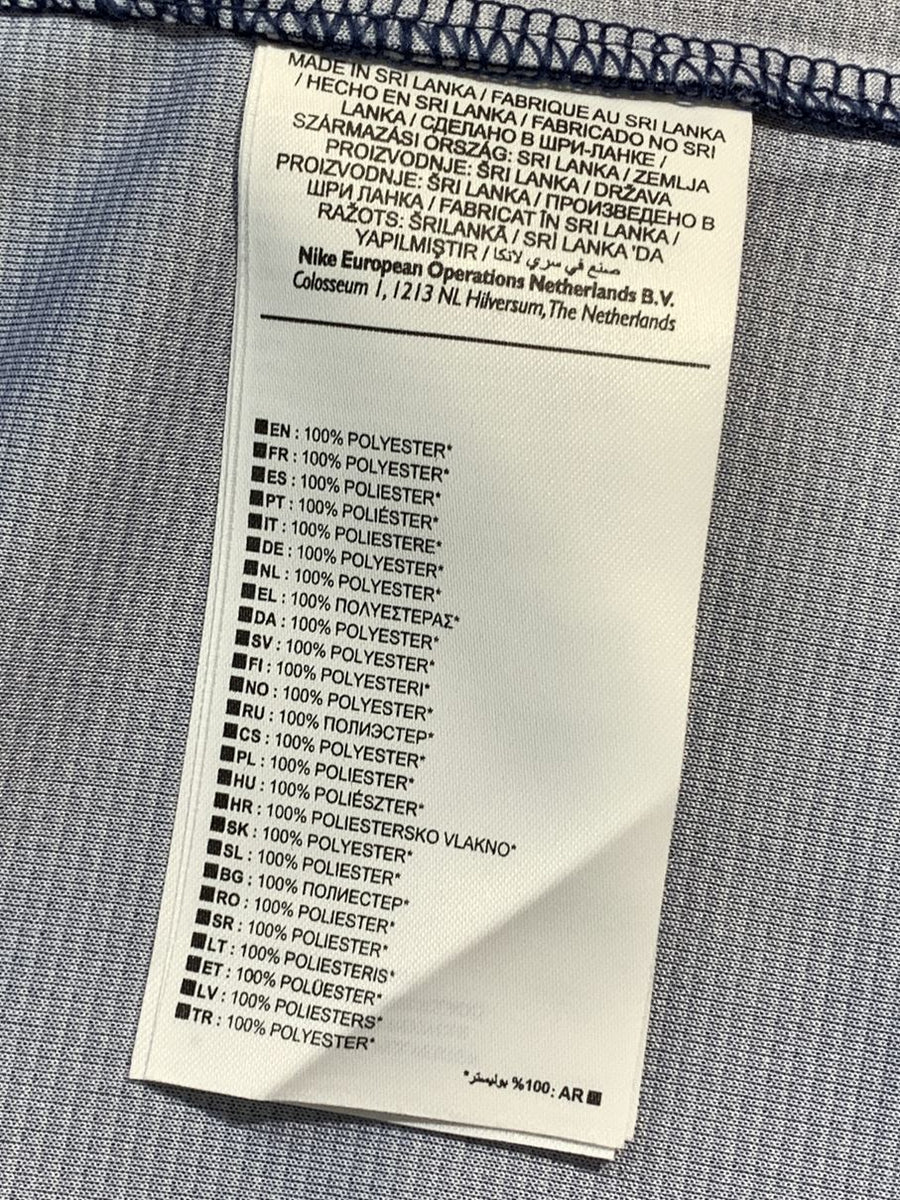 MADE IN SRI LANKA / FABRIQUE AU SRI LANKA
/ HECHO EN SRI LANKA / FABRICADO NO SRI
LANKA / СДЕЛАНО В ШРИ-ЛАНКЕ /
SZÁRMAZÁSI ORSZÁG: SRI LANKA / ZEMLJA
PROIZVODNJE: ŠRI LANKA / DRŽAVA
PROIZVODNJE: ŠRI LANKA / ПРОИЗВЕДЕНО В
ШРИ ЛАНКА / FABRICAT ÎN SRI LANKA /
RAŽOTS: ŠRILANKĀ / SRİ LANKA 'DA
YAPILMIŞTIR / صنع في سري لانكا
Nike European Operations Netherlands B.V.
Colosseum 1, 1213 NL Hilversum, The Netherlands
EN : 100% POLYESTER*
FR : 100% POLYESTER*
ES : 100% POLIESTER*
PT : 100% POLIÉSTER*
IT : 100% POLIESTERE*
DE : 100% POLYESTER*
NL : 100% POLYESTER*
EL : 100% ΠΟΛΥΕΣΤΕΡΑΣ*
DA : 100% POLYESTER*
SV : 100% POLYESTER*
FI : 100% POLYESTERI*
NO : 100% POLYESTER*
RU : 100% ПОЛИЭСТЕР*
CS : 100% POLYESTER*
PL : 100% POLIESTER*
HU : 100% POLIÉSZTER*
HR : 100% POLIESTERSKO VLAKNO*
SK : 100% POLYESTER*
SL : 100% POLIESTER*
BG : 100% ПОЛИЕСТЕР*
RO : 100% POLIESTER*
SR : 100% POLIESTER*
LT : 100% POLIESTERIS*
ET : 100% POLÜESTER*
LV : 100% POLIESTERS*
TR : 100% POLYESTER*
AR :100% بوليستر*